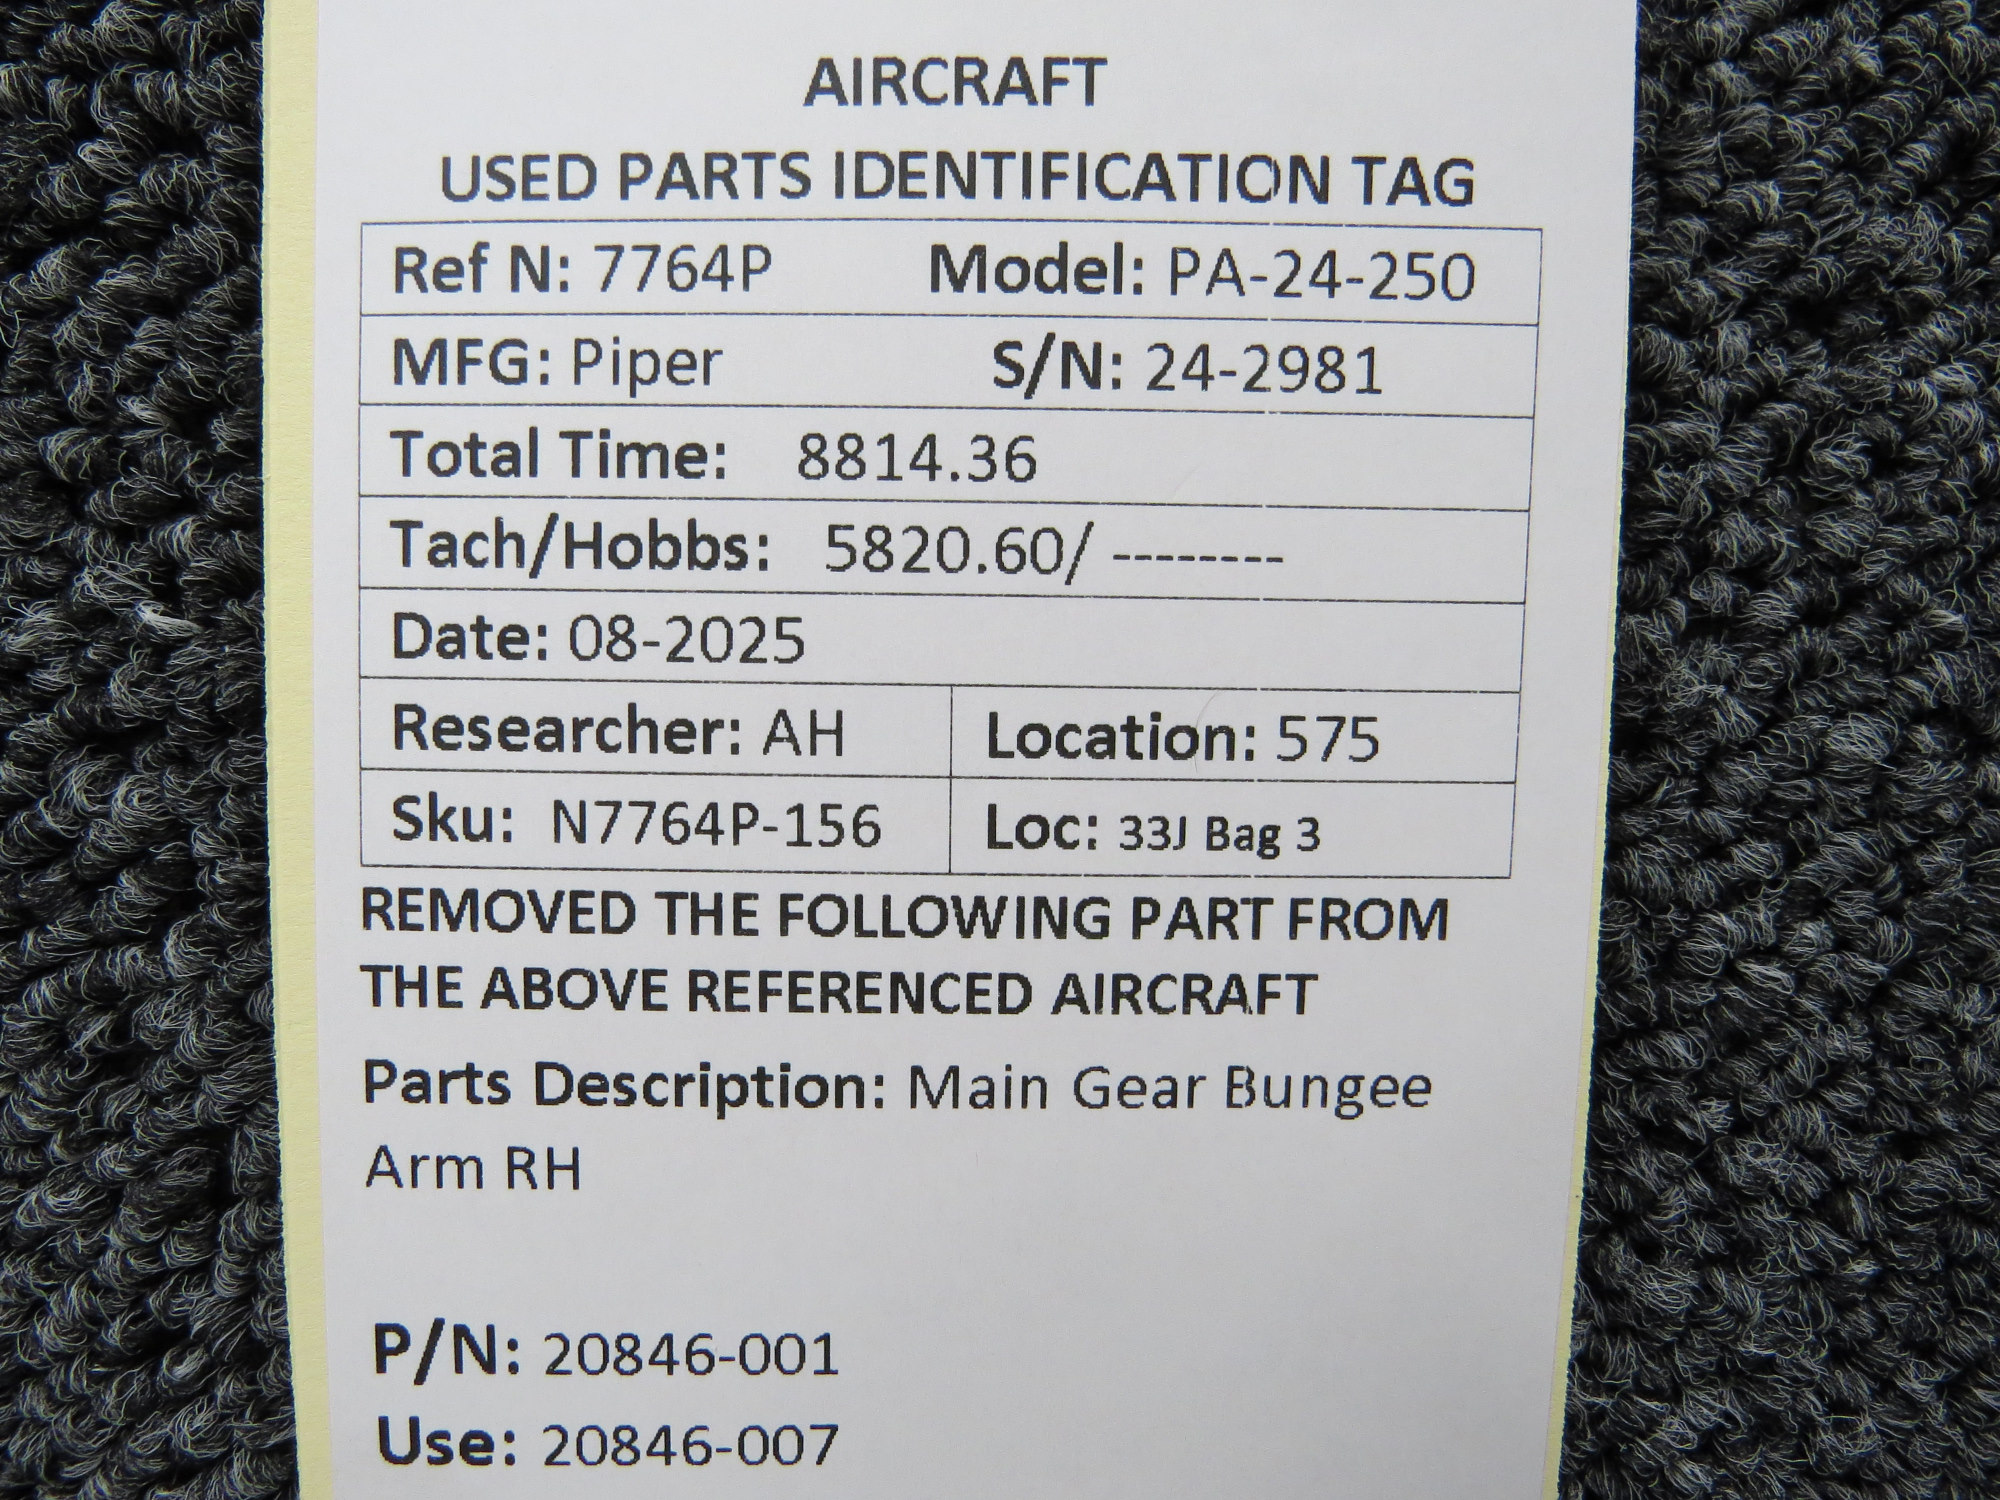 AIRCRAFT
USED PARTS IDENTIFICATION TAG
Ref N: 7764P Model: PA-24-250
MFG: Piper S/N: 24-2981
Total Time: 8814.36
Tach/Hobbs: 5820.60/ --------
Date: 08-2025
Researcher: AH Location: 575
Sku: N7764P-156 Loc: 33J Bag 3
REMOVED THE FOLLOWING PART FROM
THE ABOVE REFERENCED AIRCRAFT
Parts Description: Main Gear Bungee
Arm RH
P/N: 20846-001
Use: 20846-007